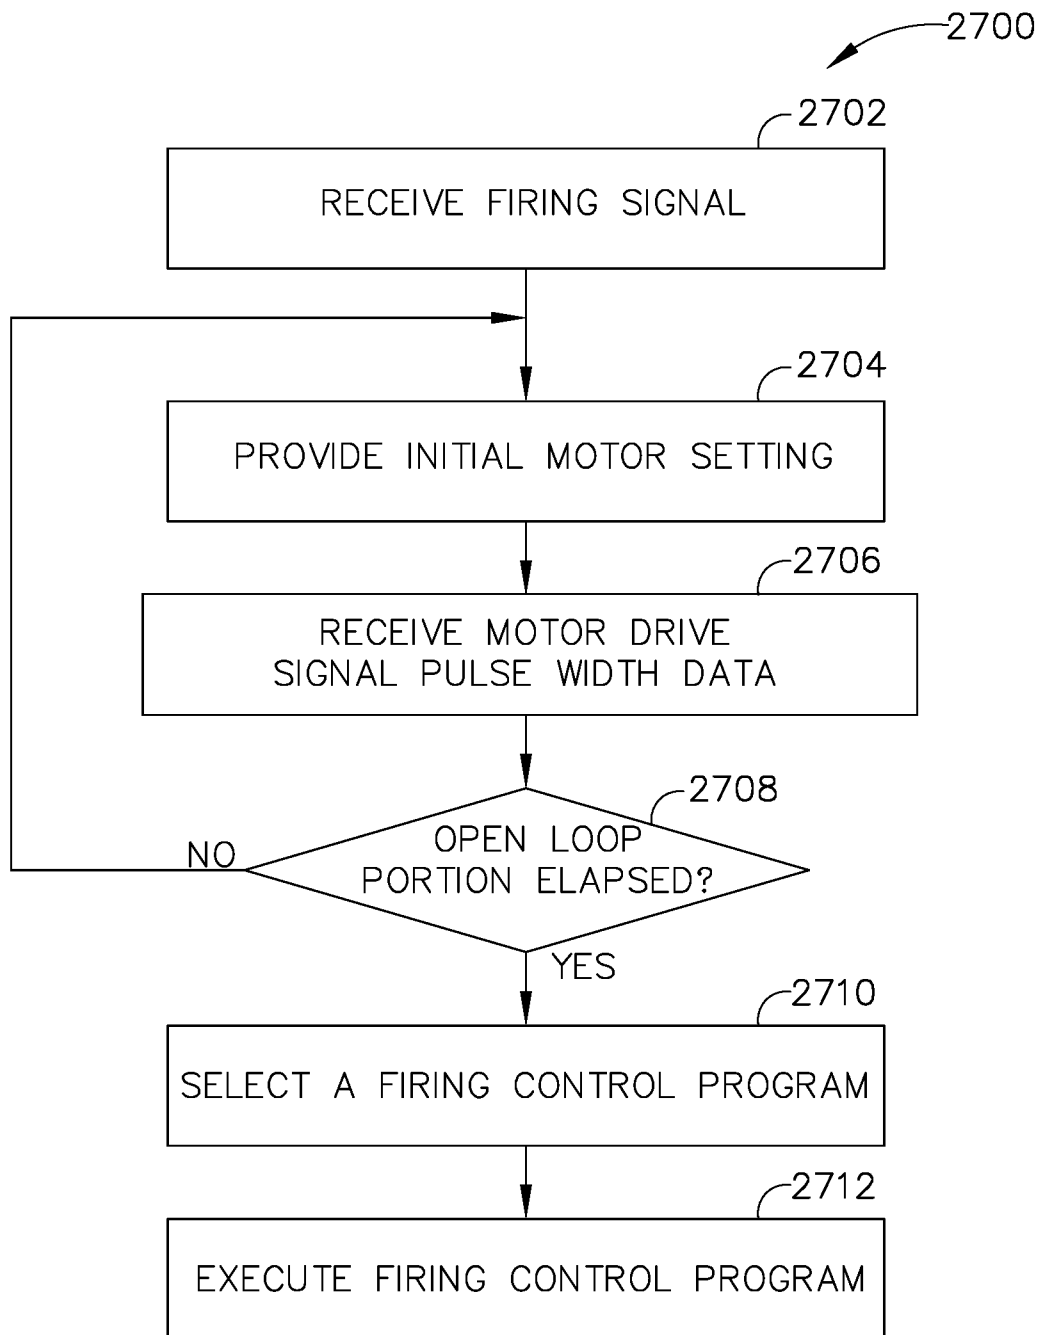 2700
2702
RECEIVE FIRING SIGNAL
2704
PROVIDE INITIAL MOTOR SETTING
2706
RECEIVE MOTOR DRIVE
SIGNAL PULSE WIDTH DATA
2708
OPEN LOOP
PORTION ELAPSED?
NO
YES
2710
SELECT A FIRING CONTROL PROGRAM
2712
EXECUTE FIRING CONTROL PROGRAM